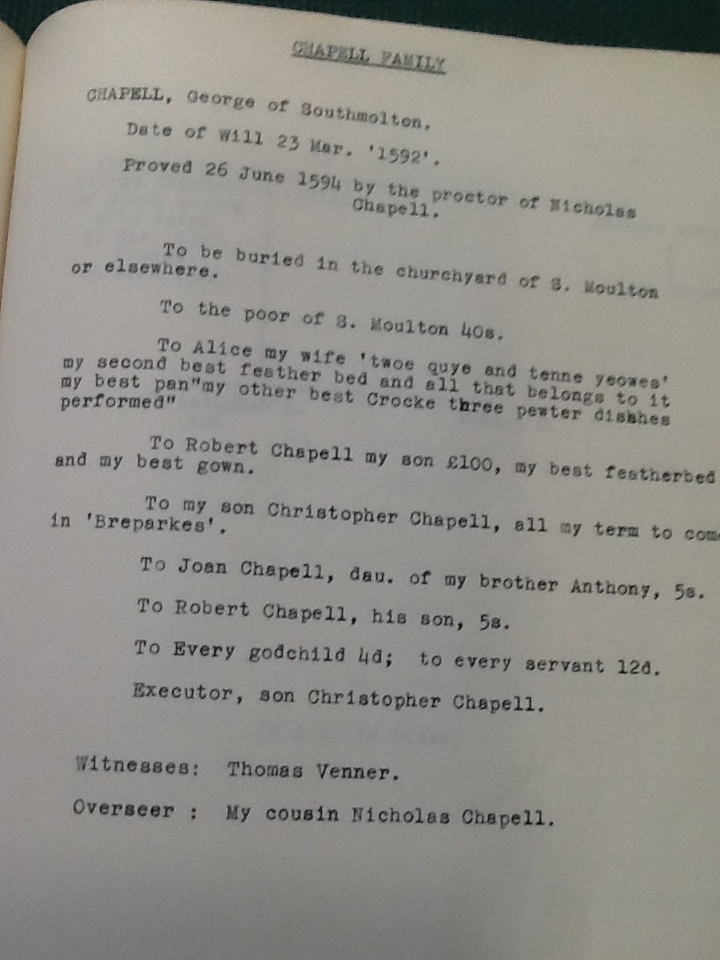 CHAPELL FAMILY
CHAPELL, George of Southmolton.
Date of Will 23 Mar. '1592'.
Proved 26 June 1594 by the proctor of Nicholas
Chapell.
To be buried in the churchyard of S. Moulton
or elsewhere.
To the poor of S. Moulton 40s.
To Alice my wife 'twoe quye and tenne yeowes'
my second best feather bed and all that belongs to it
my best pan"my other best Crocke three pewter dishhes
performed"
To Robert Chapell my son £100, my best featherbed
and my best gown.
To my son Christopher Chapell, all my term to com
in 'Breparkes'.
To Joan Chapell, dau. of my brother Anthony, 5s.
To Robert Chapell, his son, 5s.
To Every godchild 4d; to every servant 12d.
Executor, son Christopher Chapell.
Witnesses: Thomas Venner.
Overseer : My cousin Nicholas Chapell.